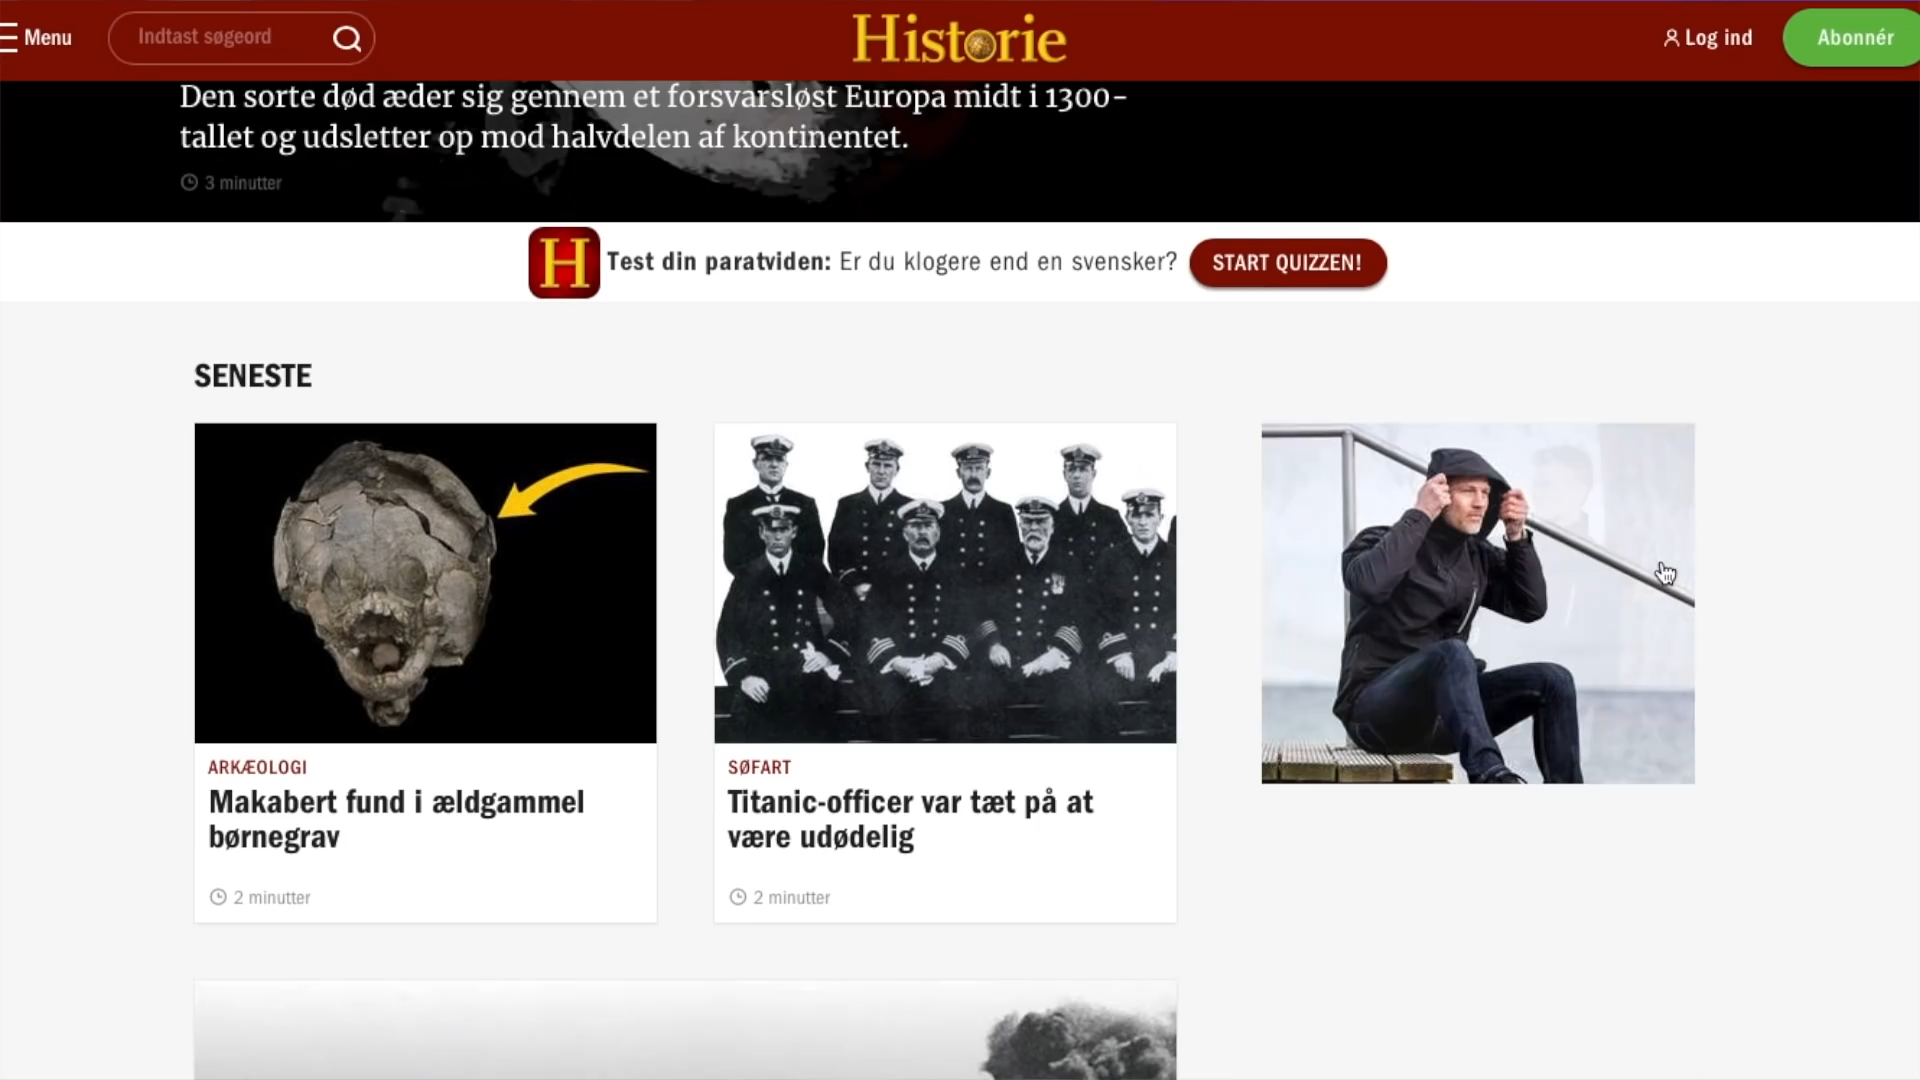 Menu
Indtast søgeord
Historie
Log ind
Abonnér
Den sorte død æder sig gennem et forsvarsløst Europa midt i 1300-
tallet og udsletter op mod halvdelen af kontinentet.
3 minutter
H
Test din paratviden: Er du klogere end en svensker?
START QUIZZEN!
SENESTE
ARKÆOLOGI
Makabert fund i ældgammel
børnegrav
2 minutter
SØFART
Titanic-officer var tæt på at
være udødelig
2 minutter